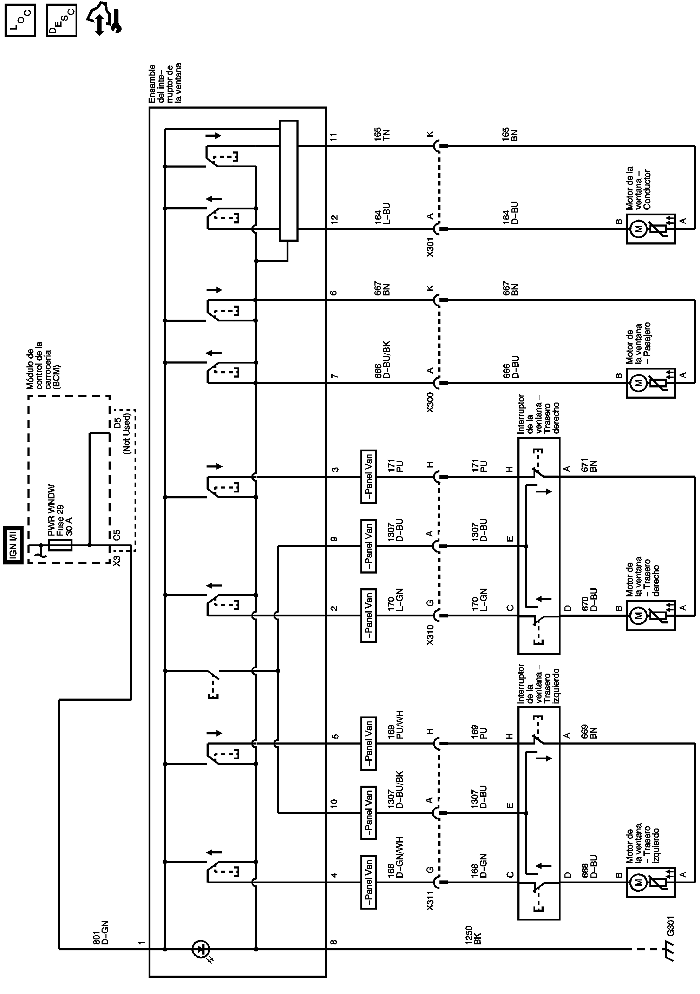 LOC
DESC
Ensamble
del inte-
rruptor de
la ventana
Módulo de
control de la
carrocería
(BCM)
IGN I/II
PWR WNDW
Fuse 29
30 A
D5
(Not Used)
C5
X3
801
D-GN
1
11
165
TN
K
165
BN
12
164
L-BU
A
164
D-BU
X301
Motor de la
ventana –
Conductor
B
M
A
6
667
BN
K
667
BN
7
666
D-BU/BK
A
666
D-BU
X300
Motor de la
ventana
– Pasajero
B
M
A
3
–Panel Van
171
PU
H
171
PU
H
9
–Panel Van
1307
D-BU
A
1307
D-BU
E
2
–Panel Van
170
L-GN
G
170
L-GN
C
X310
Interruptor
de la
ventana –
Trasero
derecho
A
671
BN
D
670
D-BU
Motor de
la ventana
– Trasero
derecho
B
M
A
5
–Panel Van
169
PU/WH
H
169
PU
H
10
–Panel Van
1307
D-BU/BK
A
1307
D-BU
E
4
–Panel Van
168
D-GN/WH
G
168
D-GN
C
X311
Interruptor
de la
ventana –
Trasero
Izquierdo
A
669
BN
D
668
D-BU
Motor de
la ventana
– Trasero
Izquierdo
B
M
A
8
1250
BK
G301